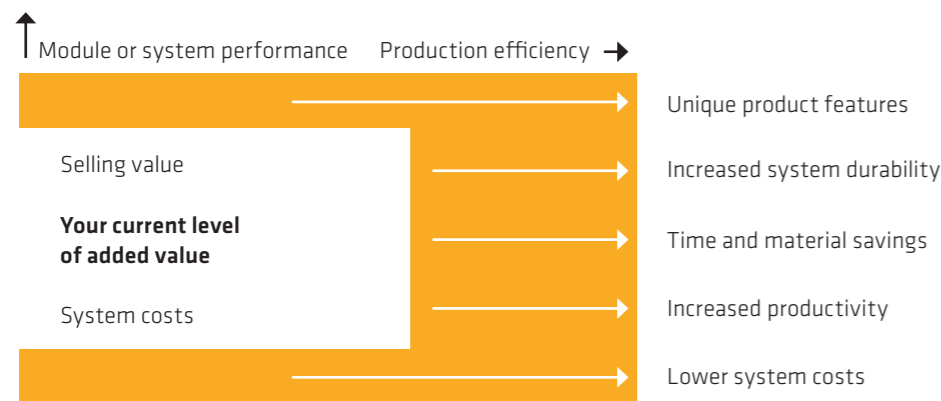 Module or system performance
Production efficiency
Unique product features
Selling value
Increased system durability
Your current level
of added value
Time and material savings
System costs
Increased productivity
Lower system costs